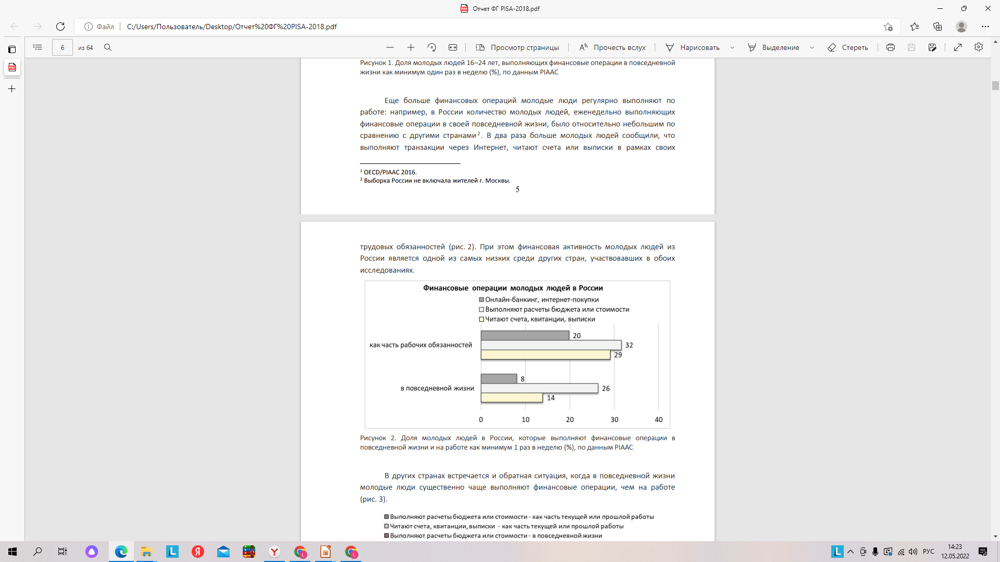 Отчет ФГ PISA-2018.pdf
Файл
C:/Users/Пользователь/Desktop/Отчет%20ФГ%20PISA-2018.pdf
6
из 64
Просмотр страницы
Прочесть вслух
Нарисовать
Выделение
Стереть
Рисунок 1. Доля молодых людей 16–24 лет, выполняющих финансовые операции в повседневной
жизни как минимум один раз в неделю (%), по данным PIAAC
Еще больше финансовых операций молодые люди регулярно выполняют по
работе: например, в России количество молодых людей, еженедельно выполняющих
финансовые операции в своей повседневной жизни, было относительно небольшим по
сравнению с другими странами². В два раза больше молодых людей сообщили, что
выполняют транзакции через Интернет, читают счета или выписки в рамках своих
¹ OECD/PIAAC 2016.
² Выборка России не включала жителей г. Москвы.
5
трудовых обязанностей (рис. 2). При этом финансовая активность молодых людей из
России является одной из самых низких среди других стран, участвовавших в обоих
исследованиях.
Финансовые операции молодых людей в России
Онлайн-банкинг, интернет-покупки
Выполняют расчеты бюджета или стоимости
Читают счета, квитанции, выписки
20
как часть рабочих обязанностей
32
29
8
в повседневной жизни
26
14
0 10 20 30 40
Рисунок 2. Доля молодых людей в России, которые выполняют финансовые операции в
повседневной жизни и на работе как минимум 1 раз в неделю (%), по данным PIAAC
В других странах встречается и обратная ситуация, когда в повседневной жизни
молодые люди существенно чаще выполняют финансовые операции, чем на работе
(рис. 3).
Выполняют расчеты бюджета или стоимости - как часть текущей или прошлой работы
Читают счета, квитанции, выписки - как часть текущей или прошлой работы
Выполняют расчеты бюджета или стоимости - в повседневной жизни
РУС
14:23
12.05.2022